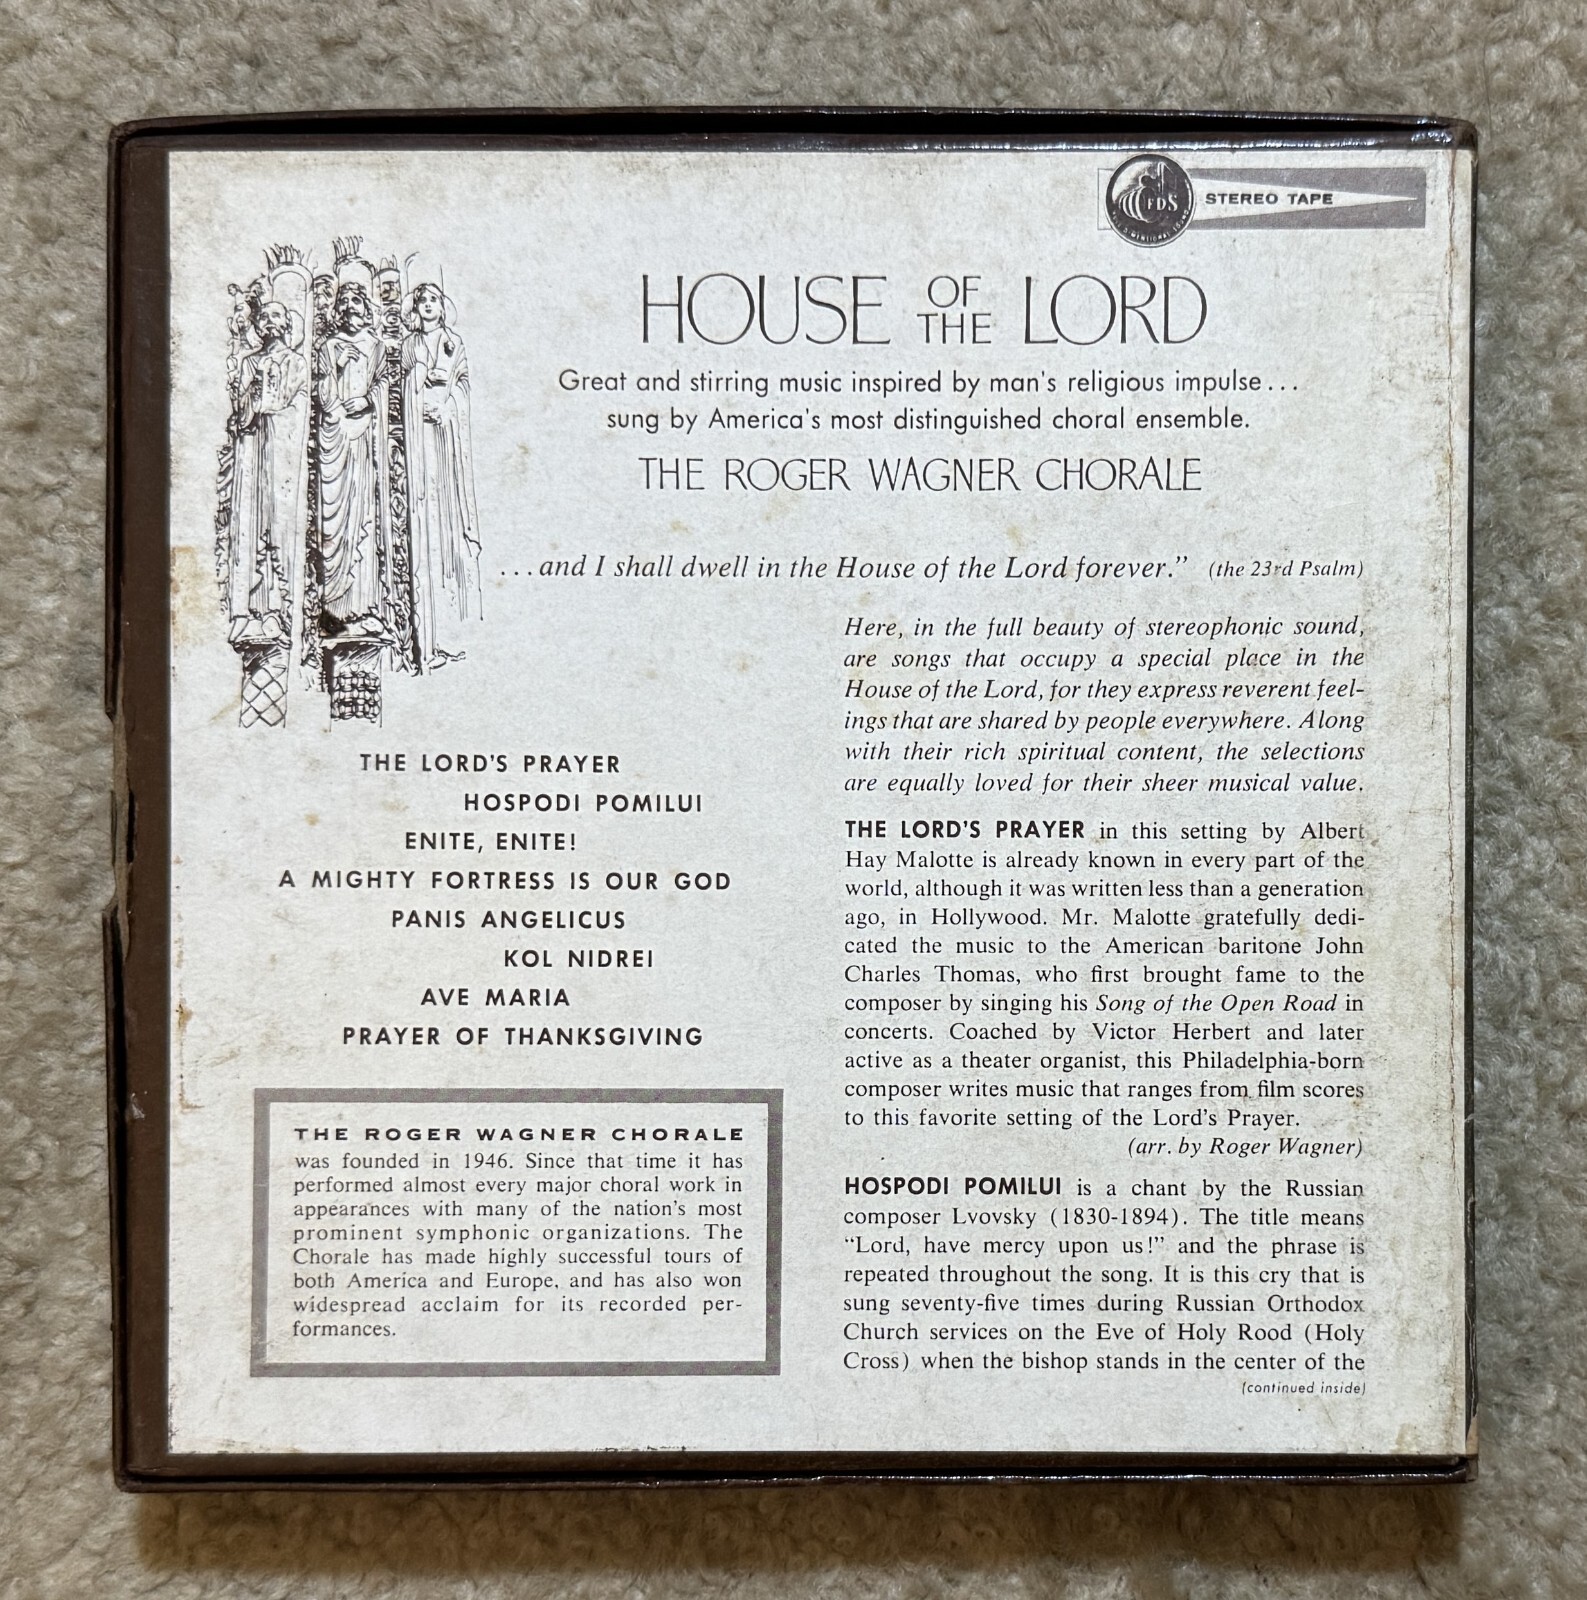 FDS
STEREO TAPE
HOUSE OF THE LORD
Great and stirring music inspired by man's religious impulse...
sung by America's most distinguished choral ensemble.
THE ROGER WAGNER CHORALE
...and I shall dwell in the House of the Lord forever.” (the 23rd Psalm)
Here, in the full beauty of stereophonic sound,
are songs that occupy a special place in the
House of the Lord, for they express reverent feel-
ings that are shared by people everywhere. Along
with their rich spiritual content, the selections
are equally loved for their sheer musical value.
THE LORD'S PRAYER
HOSPODI POMILUI
ENITE, ENITE!
A MIGHTY FORTRESS IS OUR GOD
PANIS ANGELICUS
KOL NIDREI
AVE MARIA
PRAYER OF THANKSGIVING
THE ROGER WAGNER CHORALE
was founded in 1946. Since that time it has
performed almost every major choral work in
appearances with many of the nation's most
prominent symphonic organizations. The
Chorale has made highly successful tours of
both America and Europe, and has also won
widespread acclaim for its recorded per-
formances.
THE LORD'S PRAYER in this setting by Albert
Hay Malotte is already known in every part of the
world, although it was written less than a generation
ago, in Hollywood. Mr. Malotte gratefully dedi-
cated the music to the American baritone John
Charles Thomas, who first brought fame to the
composer by singing his Song of the Open Road in
concerts. Coached by Victor Herbert and later
active as a theater organist, this Philadelphia-born
composer writes music that ranges from film scores
to this favorite setting of the Lord's Prayer.
(arr. by Roger Wagner)
HOSPODI POMILUI is a chant by the Russian
composer Lvovsky (1830-1894). The title means
“Lord, have mercy upon us!” and the phrase is
repeated throughout the song. It is this cry that is
sung seventy-five times during Russian Orthodox
Church services on the Eve of Holy Rood (Holy
Cross) when the bishop stands in the center of the
(continued inside)